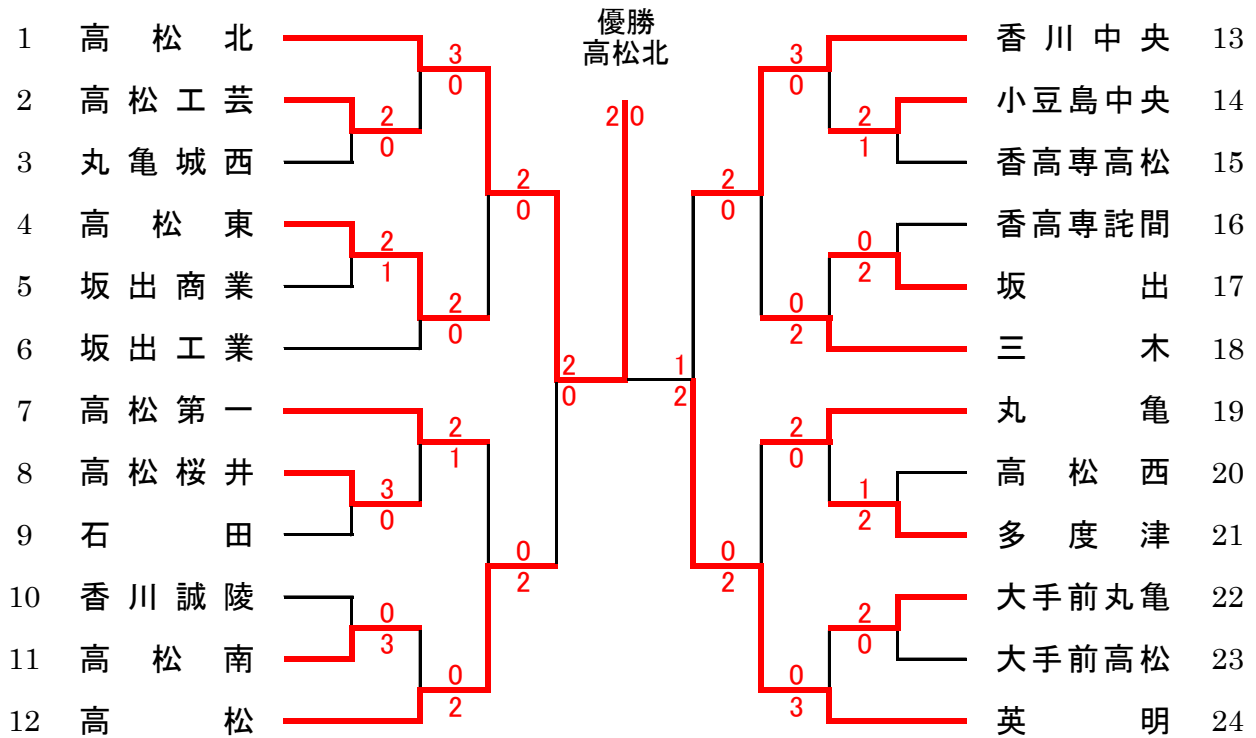 優勝
高松北
2 0
1 高松北
2 高松工芸
3 丸亀城西
4 高松東
5 坂出商業
6 坂出工業
7 高松第一
8 高松桜井
9 石田
10 香川誠陵
11 高松南
12 高松
3
0
2
0
2
1
2
0
2
0
2
0
2
1
3
0
0
2
0
3
0
2
香川中央 13
小豆島中央 14
香高専高松 15
香高専詫間 16
坂出 17
三木 18
丸亀 19
高松西 20
多度津 21
大手前丸亀 22
大手前高松 23
英明 24
3
0
2
1
2
0
0
2
0
2
1
2
2
0
1
2
0
2
2
0
0
3